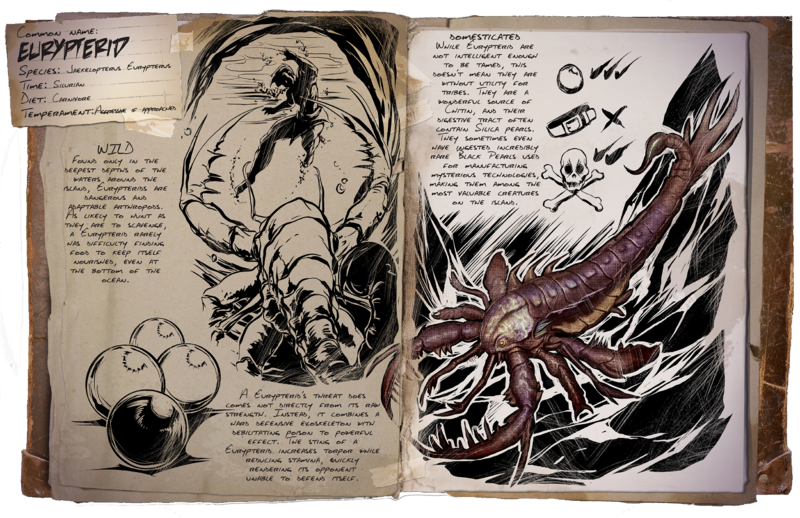 Common Name:
Eurypterid
Species: Jaekelopterus Eurypterus
Time: Silurian
Diet: Carnivore
Temperament: Aggressive if approached
Wild
Found only in the
deepest depths of the
waters around the
island, Eurypterids are
dangerous and
adaptable arthropods.
As likely to hunt as
they are to scavenge,
a Eurypterid rarely
has difficulty finding
food to keep itself
nourished, even at
the bottom of the
ocean.
A Eurypterid's threat does
comes not directly from its raw
strength. Instead, it combines a
hard defensive exoskeleton with
debilitating poison to powerful
effect. The sting of a
Eurypterid increases torpor while
reducing stamina, quickly
rendering its opponent
unable to defend itself.
Domesticated
While Eurypterid are
not intelligent enough
to be tamed, this
doesn't mean they are
without utility for
tribes. They are a
wonderful source of
Chitin, and their
digestive tract often
contain Silica pearls.
They sometimes even
have ingested incredibly
rare Black Pearls used
for manufacturing
mysterious technologies,
making them among the
most valuable creatures
on the island.